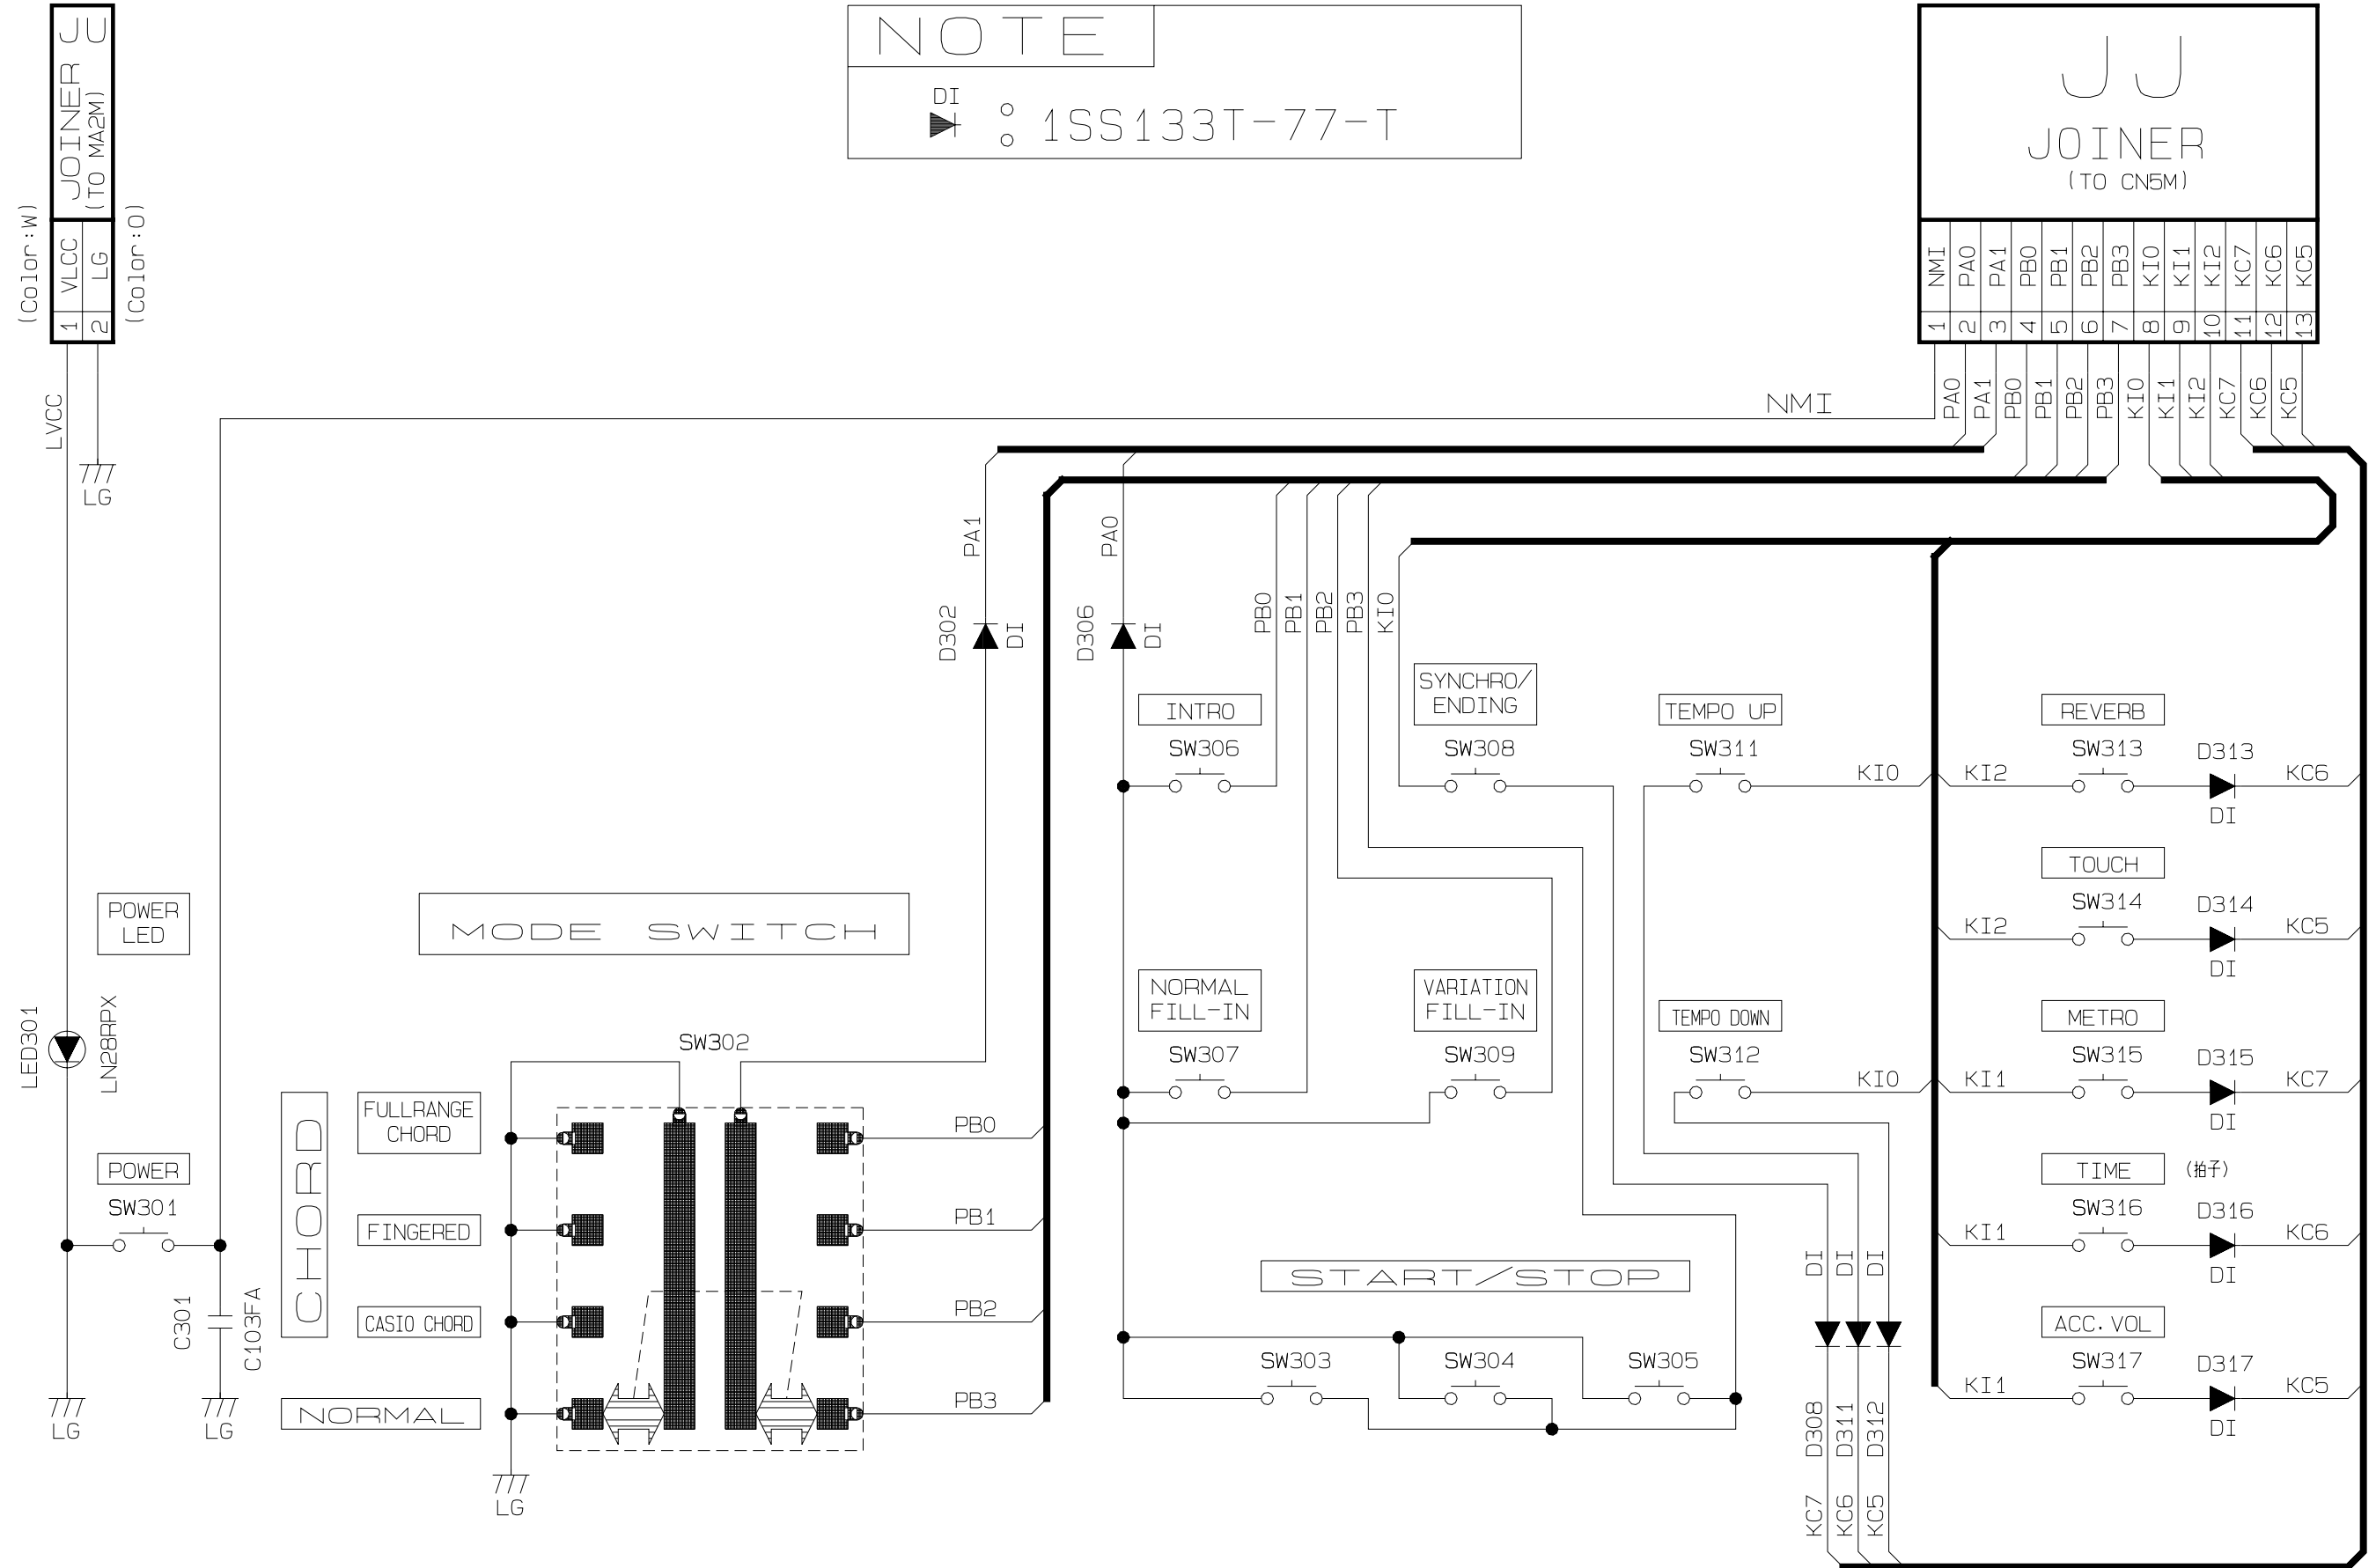 JOINER JU
(TO MA2M)
(Color:W)
1 VLCC
2 LG
(Color:O)
NOTE
DI
: 1SS133T-77-T
JJ
JOINER
(TO CN5M)
NMI PA0 PA1 PB0 PB1 PB2 PB3 KI0 KI1 KI2 KC7 KC6 KC5
1 2 3 4 5 6 7 8 9 10 11 12 13
LVCC
LG
NMI
PA0 PA1 PB0 PB1 PB2 PB3 KI0 KI1 KI2 KC7 KC6 KC5
PA1
PA0
D302
DI
D306
DI
PB0
PB1
PB2
PB3
KI0
INTRO
SW306
SYNCHRO/
ENDING
SW308
TEMPO UP
SW311
KI0
REVERB
SW313
D313
KI2
KC6
DI
TOUCH
SW314
D314
KI2
KC5
DI
POWER
LED
MODE SWITCH
LED301
LN28RPX
NORMAL
FILL-IN
SW307
VARIATION
FILL-IN
SW309
TEMPO DOWN
SW312
KI0
METRO
SW315
D315
KI1
KC7
DI
SW302
CHORD
FULLRANGE
CHORD
PB0
POWER
SW301
FINGERED
PB1
TIME
(拍子)
SW316
D316
KI1
KC6
DI
C301
C103FA
CASIO CHORD
PB2
START/STOP
DI
DI
DI
ACC.VOL
SW317
D317
KI1
KC5
DI
SW303
SW304
SW305
NORMAL
PB3
LG
LG
LG
D308
D311
D312
KC7
KC6
KC5